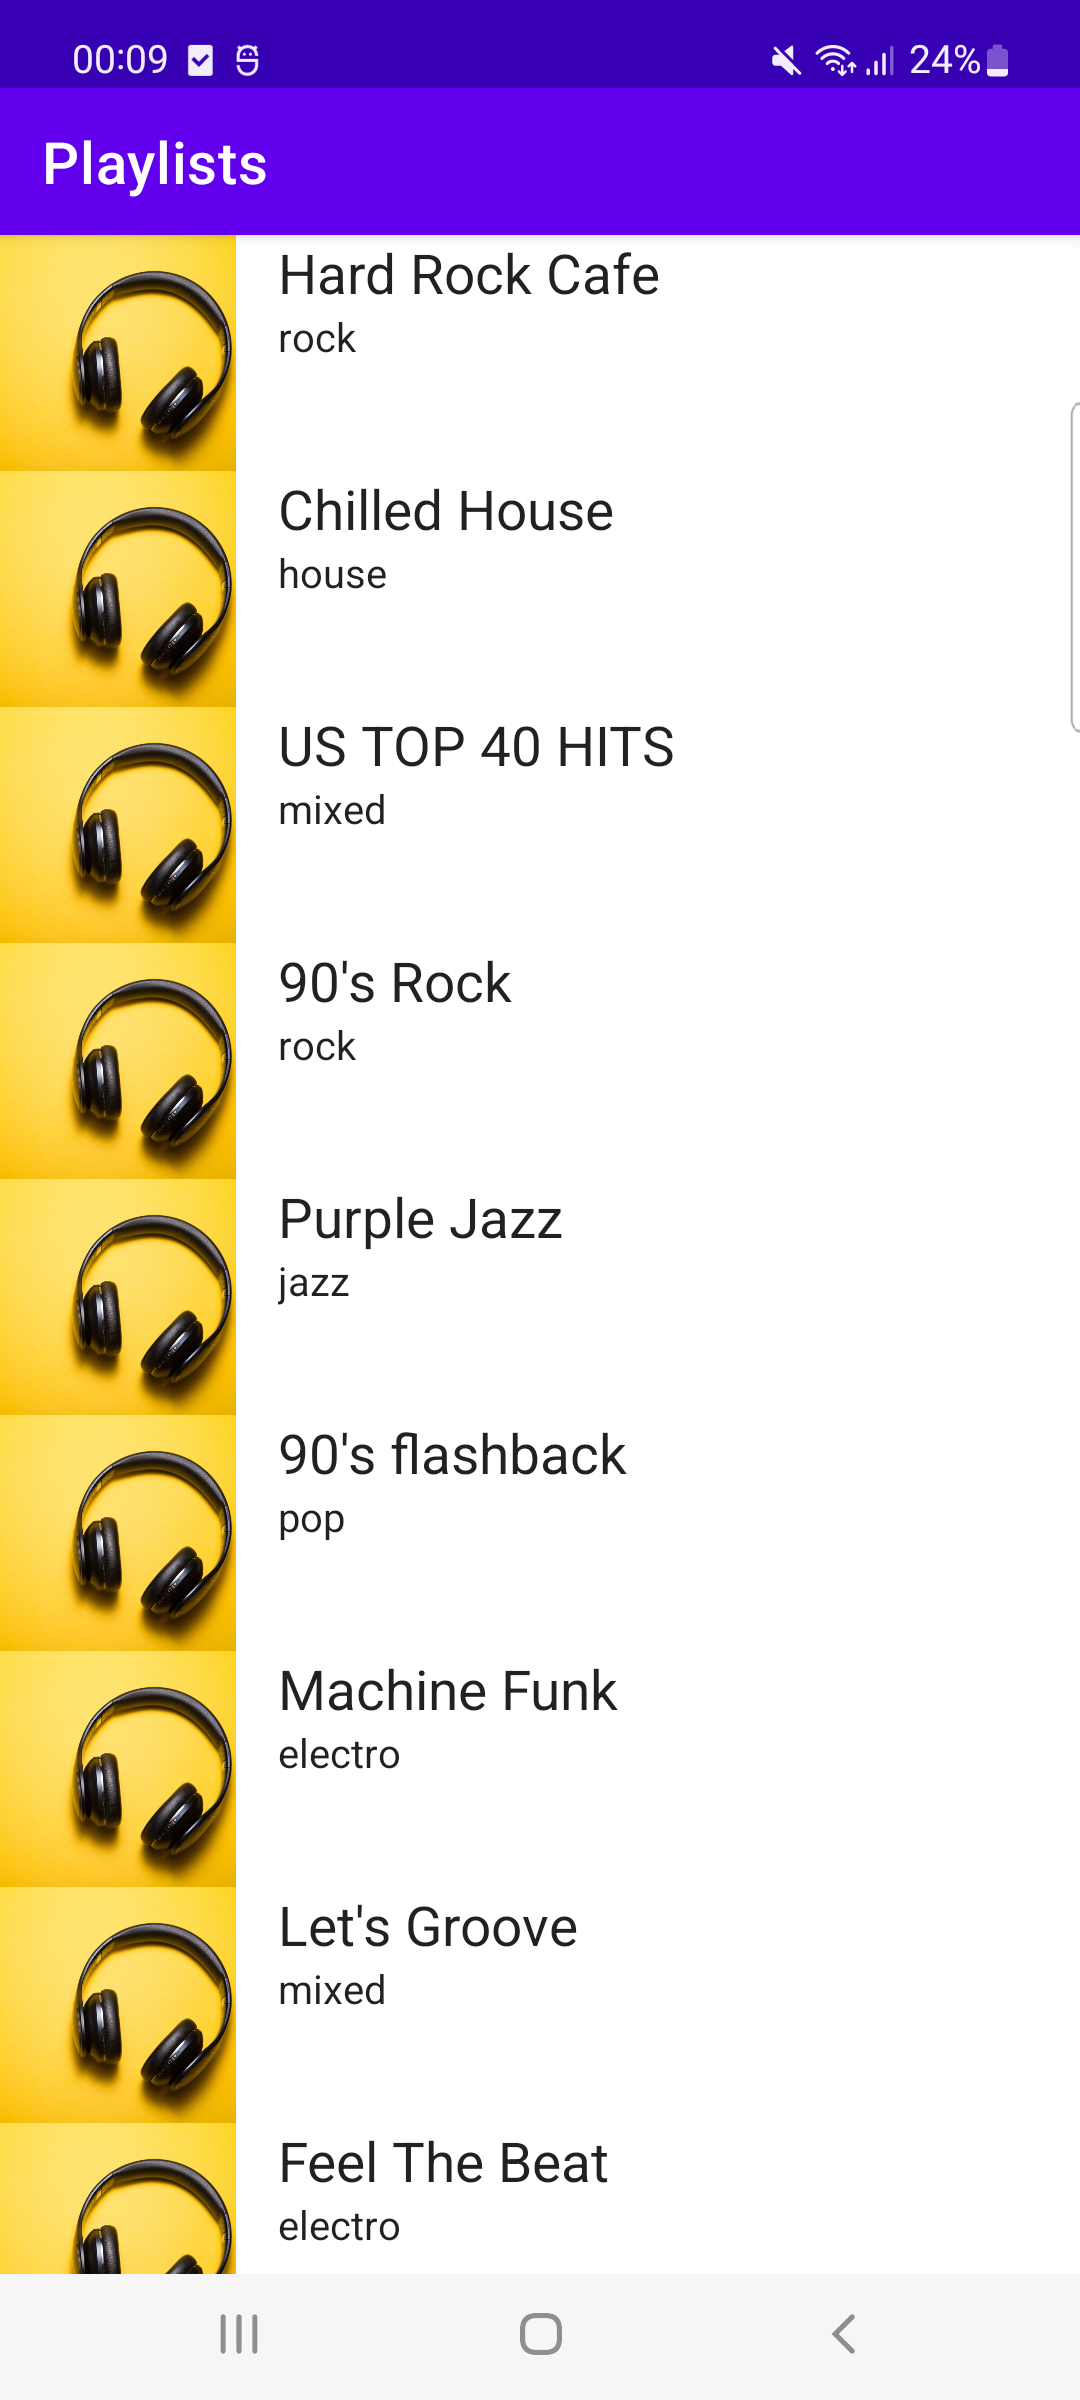 00:09 24%
Playlists
Hard Rock Cafe
rock
Chilled House
house
US TOP 40 HITS
mixed
90's Rock
rock
Purple Jazz
jazz
90's flashback
pop
Machine Funk
electro
Let's Groove
mixed
Feel The Beat
electro